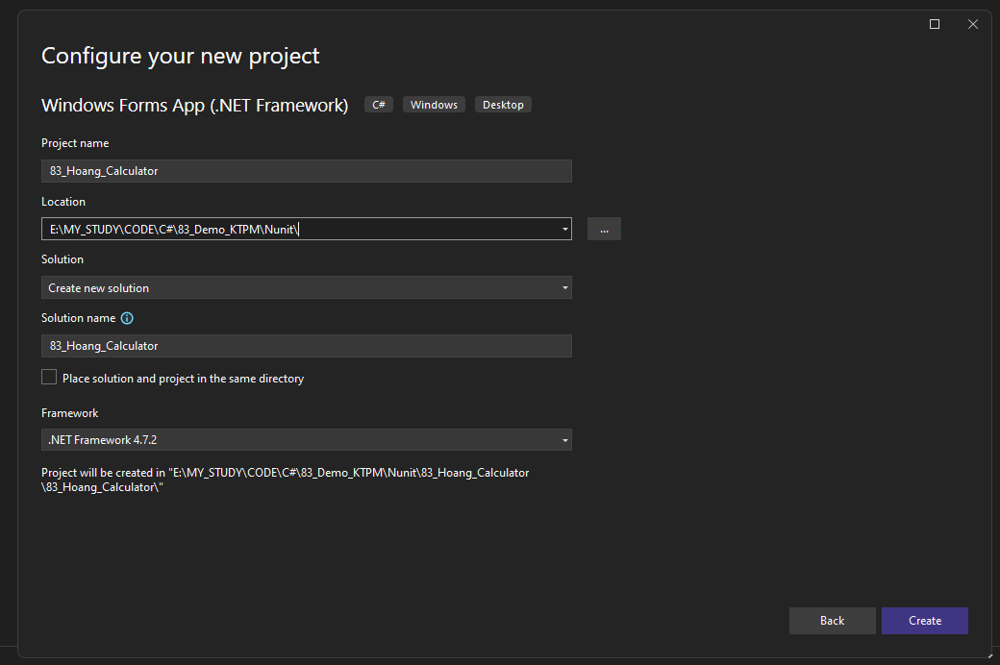 Configure your new project
Windows Forms App (.NET Framework) C# Windows Desktop
Project name
83_Hoang_Calculator
Location
E:\MY_STUDY\CODE\C#\83_Demo_KTPM\Nunit\
...
Solution
Create new solution
Solution name
83_Hoang_Calculator
Place solution and project in the same directory
Framework
.NET Framework 4.7.2
Project will be created in "E:\MY_STUDY\CODE\C#\83_Demo_KTPM\Nunit\83_Hoang_Calculator
\83_Hoang_Calculator\"
Back Create